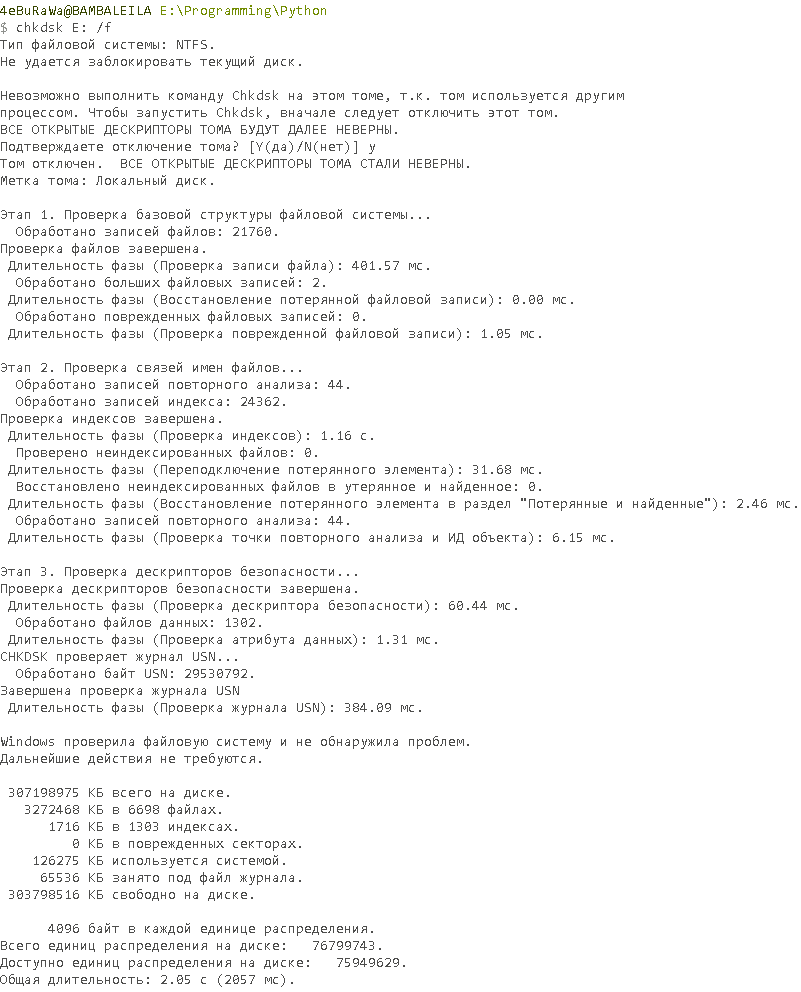 4eBuRaWa@BAMBALEILA E:\Programming\Python
$ chkdsk E: /f
Тип файловой системы: NTFS.
Не удается заблокировать текущий диск.
Невозможно выполнить команду Chkdsk на этом томе, т.к. том используется другим
процессом. Чтобы запустить Chkdsk, вначале следует отключить этот том.
ВСЕ ОТКРЫТЫЕ ДЕСКРИПТОРЫ ТОМА БУДУТ ДАЛЕЕ НЕВЕРНЫ.
Подтверждаете отключение тома? [Y(да)/N(нет)] y
Том отключен.  ВСЕ ОТКРЫТЫЕ ДЕСКРИПТОРЫ ТОМА СТАЛИ НЕВЕРНЫ.
Метка тома: Локальный диск.
Этап 1. Проверка базовой структуры файловой системы...
Обработано записей файлов: 21760.
Проверка файлов завершена.
Длительность фазы (Проверка записи файла): 401.57 мс.
Обработано больших файловых записей: 2.
Длительность фазы (Восстановление потерянной файловой записи): 0.00 мс.
Обработано поврежденных файловых записей: 0.
Длительность фазы (Проверка поврежденной файловой записи): 1.05 мс.
Этап 2. Проверка связей имен файлов...
Обработано записей повторного анализа: 44.
Обработано записей индекса: 24362.
Проверка индексов завершена.
Длительность фазы (Проверка индексов): 1.16 с.
Проверено неиндексированных файлов: 0.
Длительность фазы (Переподключение потерянного элемента): 31.68 мс.
Восстановлено неиндексированных файлов в утерянное и найденное: 0.
Длительность фазы (Восстановление потерянного элемента в раздел "Потерянные и найденные"): 2.46 мс.
Обработано записей повторного анализа: 44.
Длительность фазы (Проверка точки повторного анализа и ИД объекта): 6.15 мс.
Этап 3. Проверка дескрипторов безопасности...
Проверка дескрипторов безопасности завершена.
Длительность фазы (Проверка дескриптора безопасности): 60.44 мс.
Обработано файлов данных: 1302.
Длительность фазы (Проверка атрибута данных): 1.31 мс.
CHKDSK проверяет журнал USN...
Обработано байт USN: 29530792.
Завершена проверка журнала USN
Длительность фазы (Проверка журнала USN): 384.09 мс.
Windows проверила файловую систему и не обнаружила проблем.
Дальнейшие действия не требуются.
307198975 КБ всего на диске.
3272468 КБ в 6698 файлах.
1716 КБ в 1303 индексах.
0 КБ в поврежденных секторах.
126275 КБ используется системой.
65536 КБ занято под файл журнала.
303798516 КБ свободно на диске.
4096 байт в каждой единице распределения.
Всего единиц распределения на диске:   76799743.
Доступно единиц распределения на диске:   75949629.
Общая длительность: 2.05 с (2057 мс).